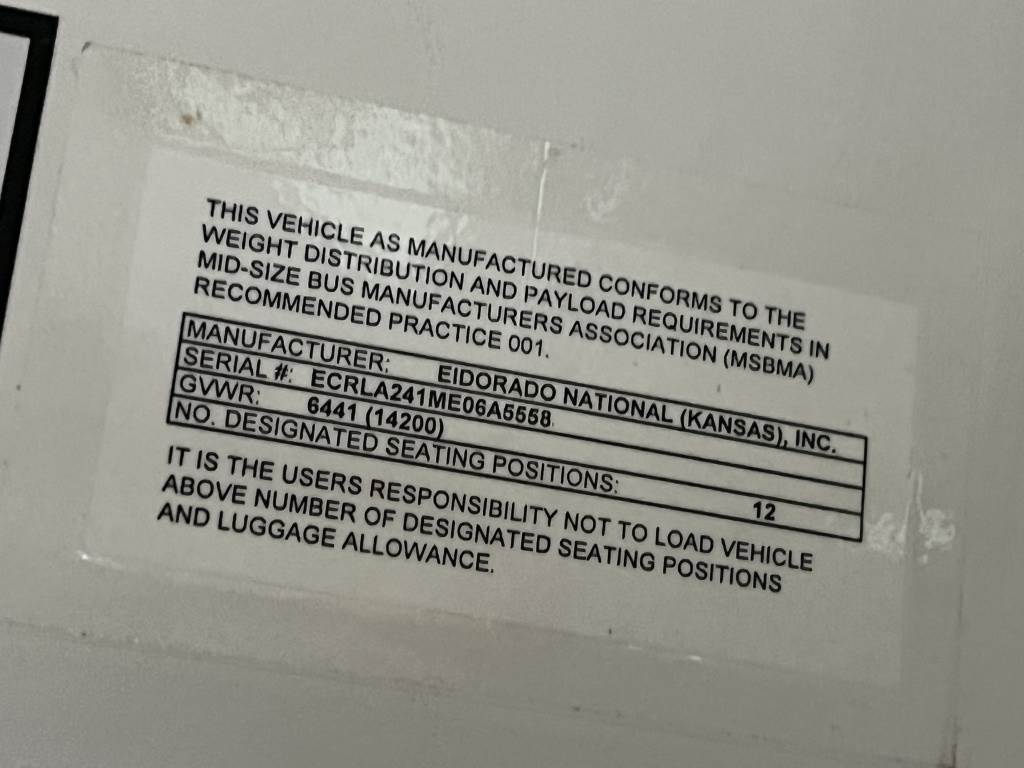 THIS VEHICLE AS MANUFACTURED CONFORMS TO THE
WEIGHT DISTRIBUTION AND PAYLOAD REQUIREMENTS IN
MID-SIZE BUS MANUFACTURERS ASSOCIATION (MSBMA)
RECOMMENDED PRACTICE 001.
MANUFACTURER: ElDORADO NATIONAL (KANSAS), INC.
SERIAL #: ECRLA241ME06A5558
GVWR: 6441 (14200)
NO. DESIGNATED SEATING POSITIONS: 12
IT IS THE USERS RESPONSIBILITY NOT TO LOAD VEHICLE
ABOVE NUMBER OF DESIGNATED SEATING POSITIONS
AND LUGGAGE ALLOWANCE.